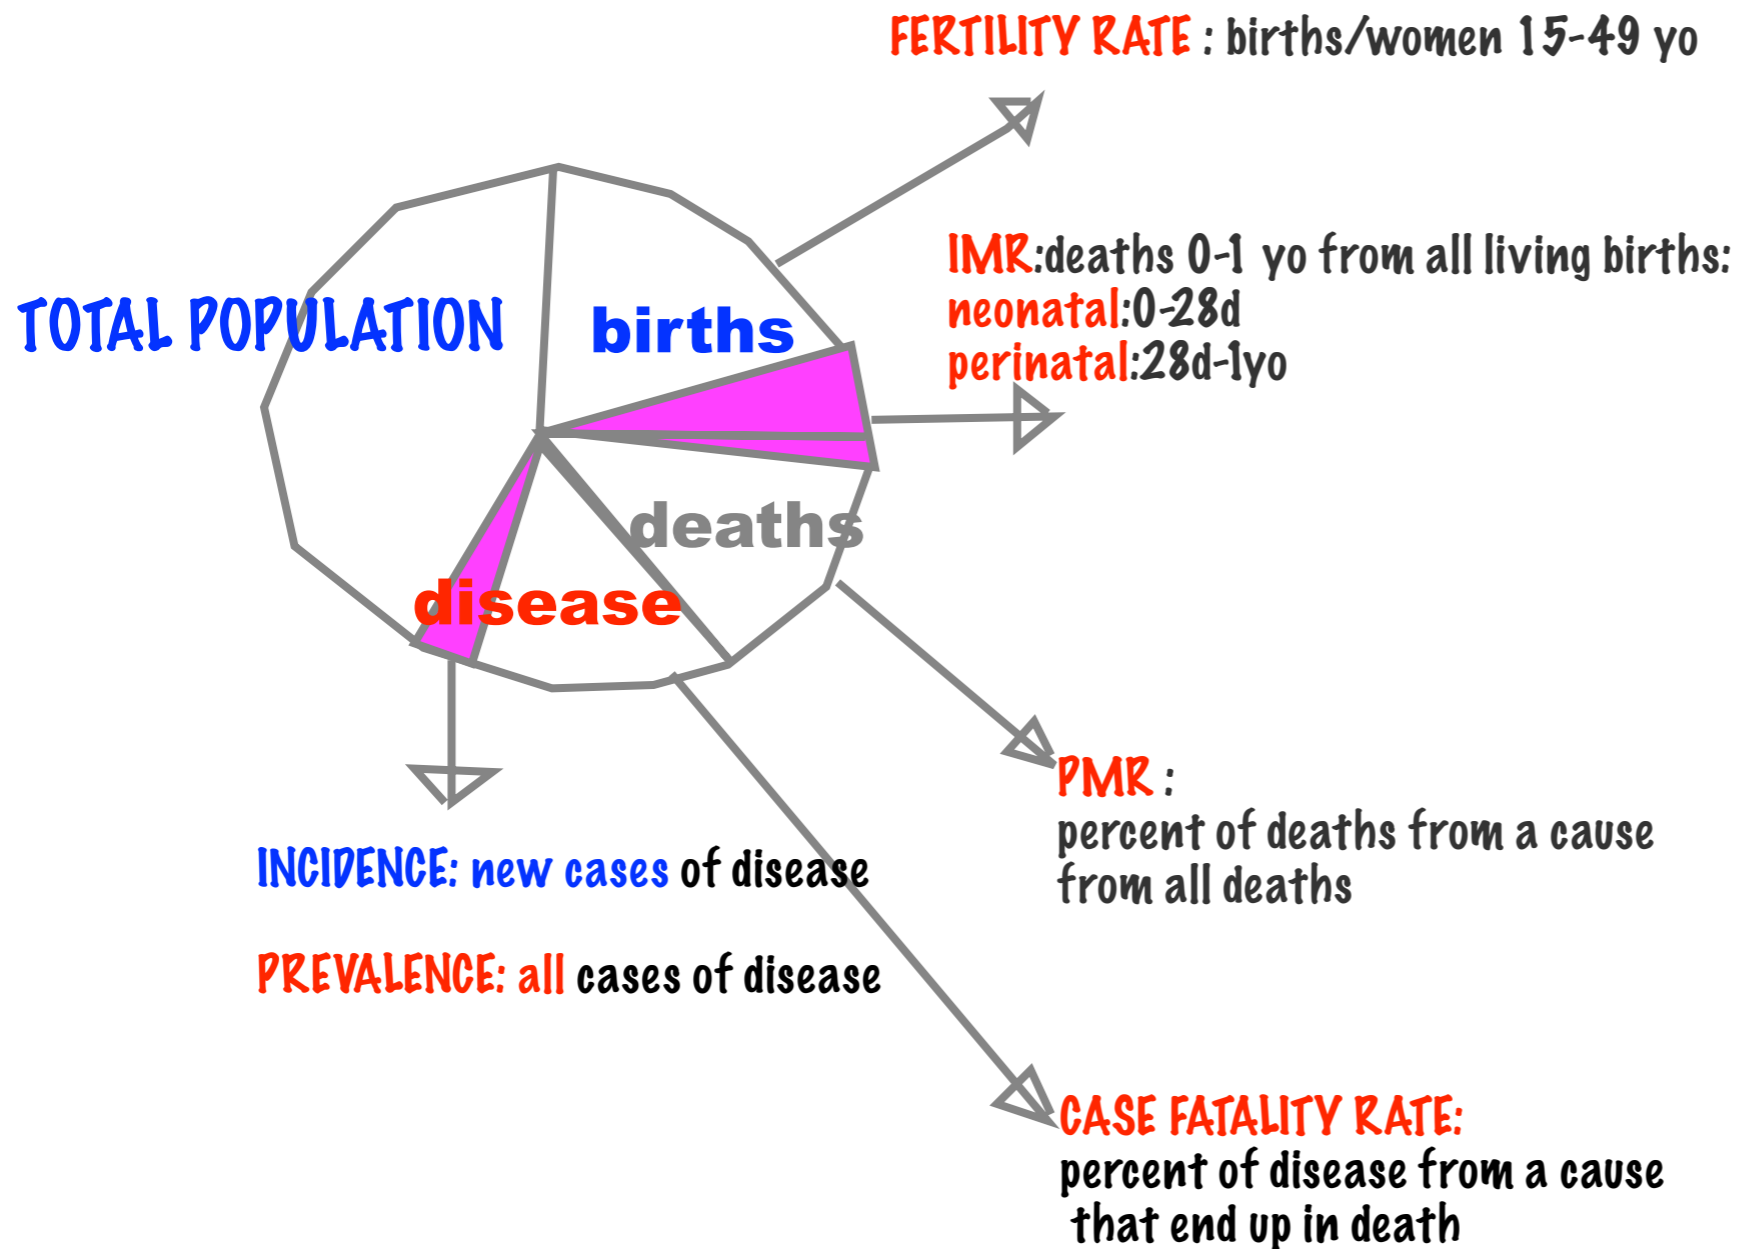 FERTILITY RATE : births/women 15-49 yo
IMR:deaths 0-1 yo from all living births:
neonatal:0-28d
perinatal:28d-1yo
TOTAL POPULATION
births
deaths
disease
PMR :
percent of deaths from a cause
from all deaths
INCIDENCE: new cases of disease
PREVALENCE: all cases of disease
CASE FATALITY RATE:
percent of disease from a cause
that end up in death